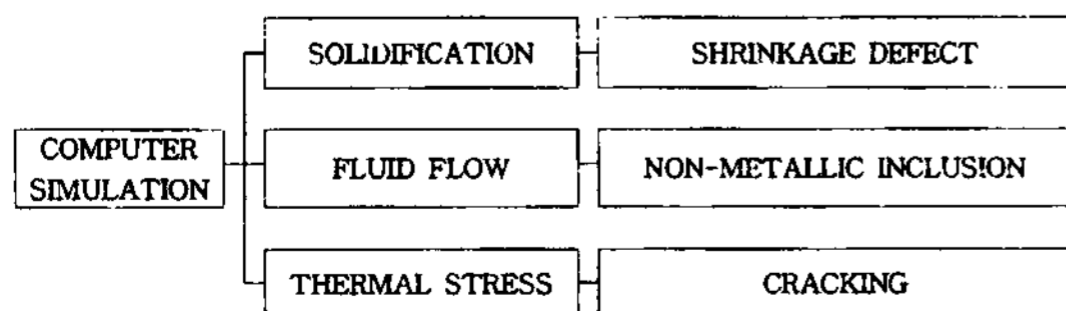 SOLIDIFICATION
SHRINKAGE DEFECT
COMPUTER
SIMULATION
FLUID FLOW
NON-METALLIC INCLUSION
THERMAL STRESS
CRACKING